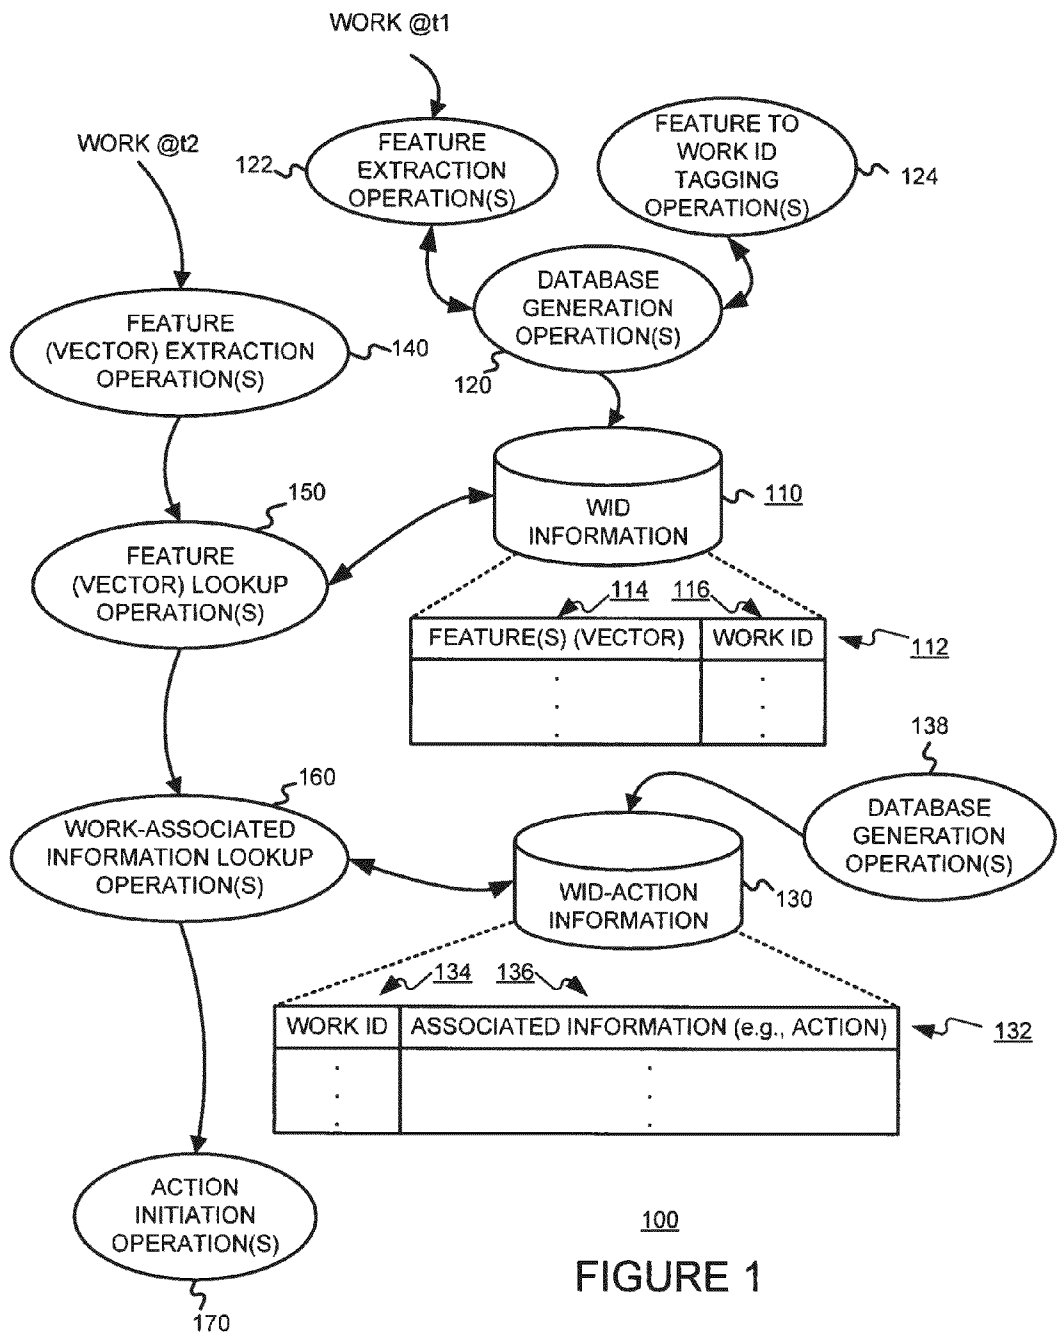 WORK @t1
WORK @t2
122
FEATURE
EXTRACTION
OPERATION(S)
FEATURE TO
WORK ID
TAGGING
OPERATION(S)
124
DATABASE
GENERATION
OPERATION(S)
120
FEATURE
(VECTOR) EXTRACTION
OPERATION(S)
140
150
WID
INFORMATION
110
FEATURE
(VECTOR) LOOKUP
OPERATION(S)
114 116
FEATURE(S) (VECTOR) WORK ID
112
. .
. .
. .
138
DATABASE
GENERATION
OPERATION(S)
160
WORK-ASSOCIATED
INFORMATION LOOKUP
OPERATION(S)
WID-ACTION
INFORMATION
130
134 136
WORK ID ASSOCIATED INFORMATION (e.g., ACTION)
132
. .
. .
. .
ACTION
INITIATION
OPERATION(S)
170
100
FIGURE 1